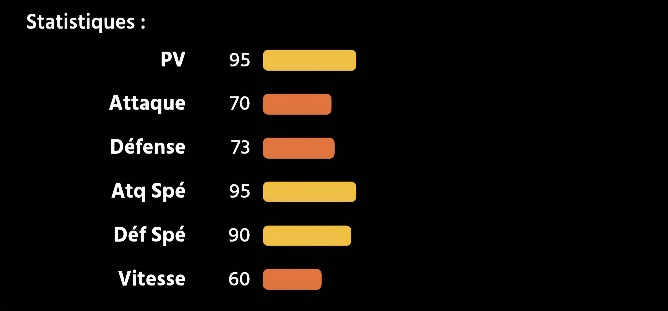 Statistiques :
PV 95
Attaque 70
Défense 73
Atq Spé 95
Déf Spé 90
Vitesse 60